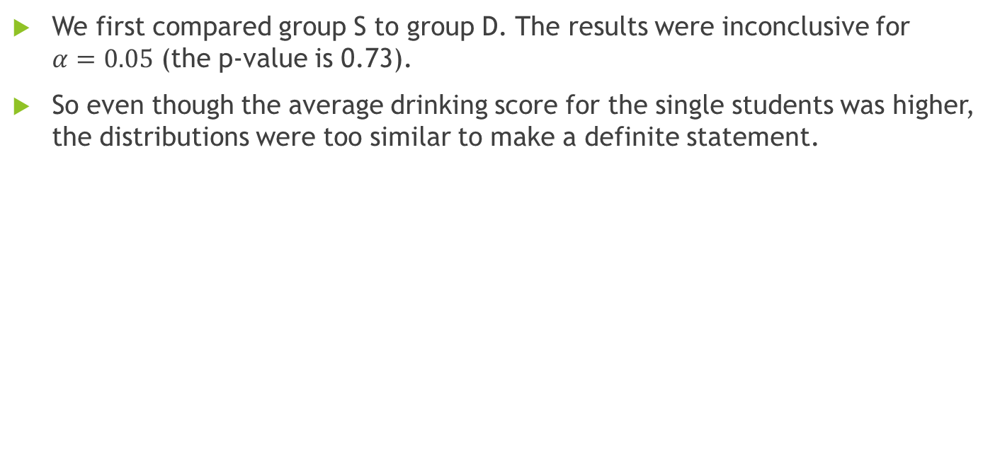 We first compared group S to group D. The results were inconclusive for
α = 0.05 (the p-value is 0.73).
So even though the average drinking score for the single students was higher,
the distributions were too similar to make a definite statement.